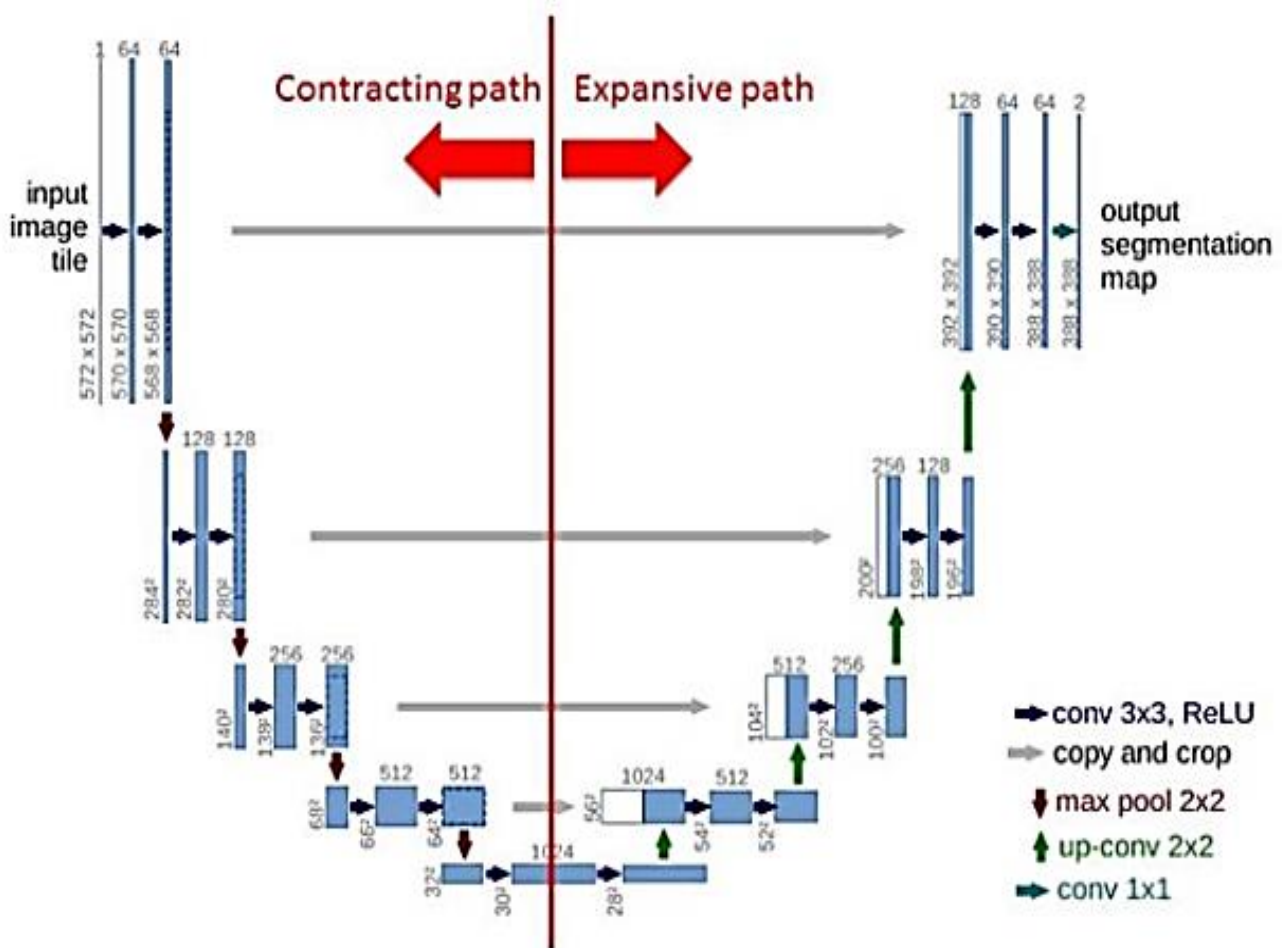 Contracting path
Expansive path
1 64 64
input
image
tile
572 x 572
570 x 570
568 x 568
128 64 64 2
output
segmentation
map
392 x 392
390 x 390
388 x 388
388 x 388
128 128
284²
282²
280²
256 128
200²
198²
196²
256 256
140²
138²
136²
512 256
104²
102²
100²
512 512
68²
66²
64²
1024 512
56²
54²
52²
1024
32²
30²
28²
conv 3x3, ReLU
copy and crop
max pool 2x2
up-conv 2x2
conv 1x1